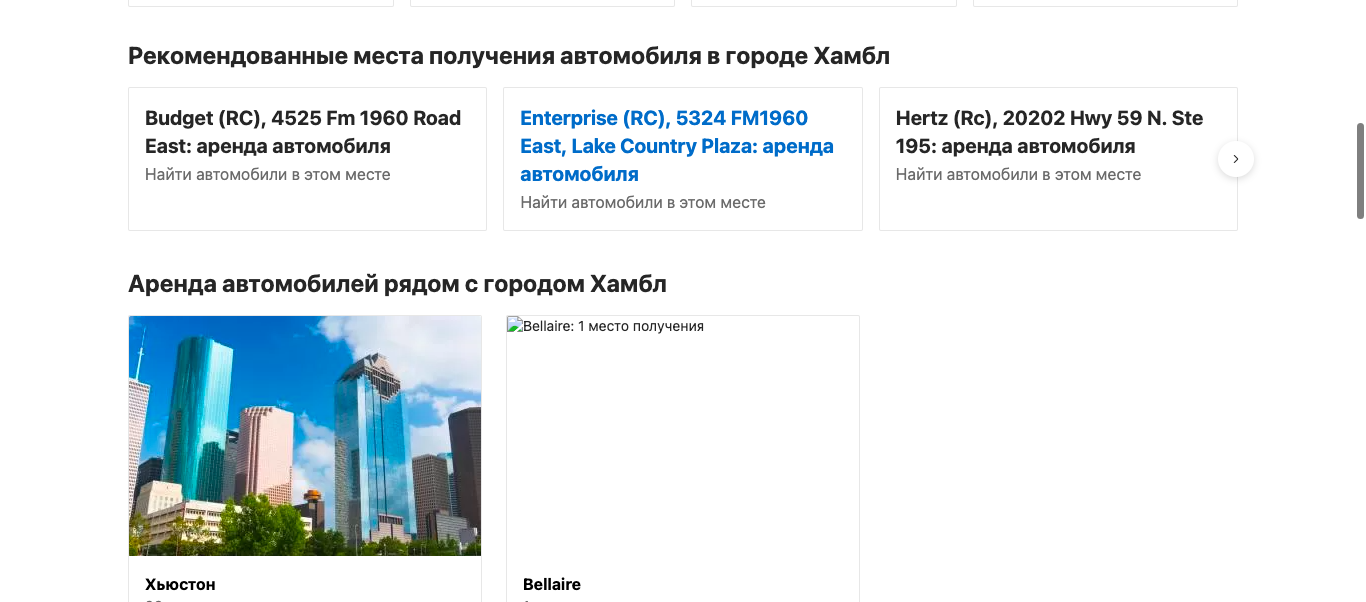 Рекомендованные места получения автомобиля в городе Хамбл
Budget (RC), 4525 Fm 1960 Road
East: аренда автомобиля
Найти автомобили в этом месте
Enterprise (RC), 5324 FM1960
East, Lake Country Plaza: аренда
автомобиля
Найти автомобили в этом месте
Hertz (Rc), 20202 Hwy 59 N. Ste
195: аренда автомобиля
Найти автомобили в этом месте
Аренда автомобилей рядом с городом Хамбл
Bellaire: 1 место получения
Хьюстон
Bellaire